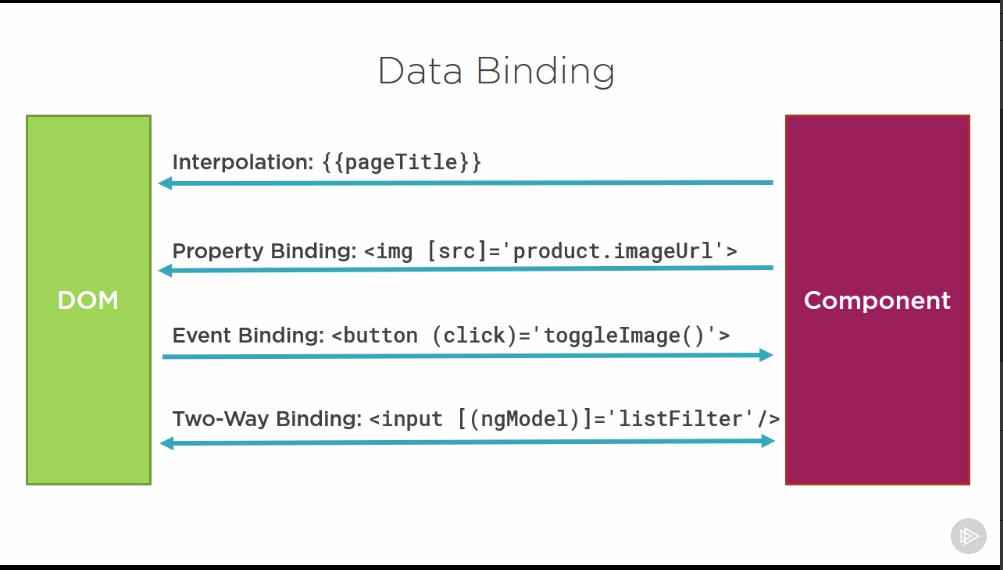 Data Binding
Interpolation: {{pageTitle}}
Property Binding: <img [src]='product.imageUrl'>
DOM
Component
Event Binding: <button (click)='toggleImage()'>
Two-Way Binding: <input [(ngModel)]='listFilter'/>